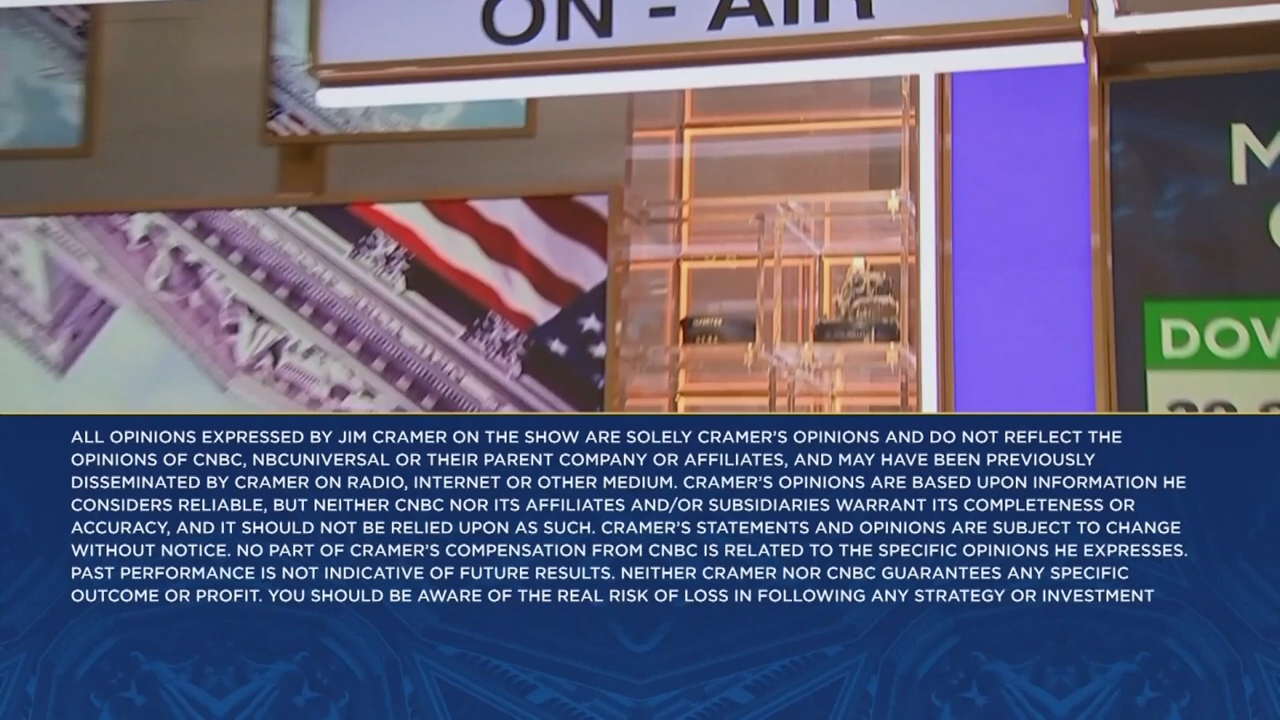 ON - AIR
M
DOW
ALL OPINIONS EXPRESSED BY JIM CRAMER ON THE SHOW ARE SOLELY CRAMER'S OPINIONS AND DO NOT REFLECT THE
OPINIONS OF CNBC, NBCUNIVERSAL OR THEIR PARENT COMPANY OR AFFILIATES, AND MAY HAVE BEEN PREVIOUSLY
DISSEMINATED BY CRAMER ON RADIO, INTERNET OR OTHER MEDIUM. CRAMER'S OPINIONS ARE BASED UPON INFORMATION HE
CONSIDERS RELIABLE, BUT NEITHER CNBC NOR ITS AFFILIATES AND/OR SUBSIDIARIES WARRANT ITS COMPLETENESS OR
ACCURACY, AND IT SHOULD NOT BE RELIED UPON AS SUCH. CRAMER'S STATEMENTS AND OPINIONS ARE SUBJECT TO CHANGE
WITHOUT NOTICE. NO PART OF CRAMER'S COMPENSATION FROM CNBC IS RELATED TO THE SPECIFIC OPINIONS HE EXPRESSES.
PAST PERFORMANCE IS NOT INDICATIVE OF FUTURE RESULTS. NEITHER CRAMER NOR CNBC GUARANTEES ANY SPECIFIC
OUTCOME OR PROFIT. YOU SHOULD BE AWARE OF THE REAL RISK OF LOSS IN FOLLOWING ANY STRATEGY OR INVESTMENT